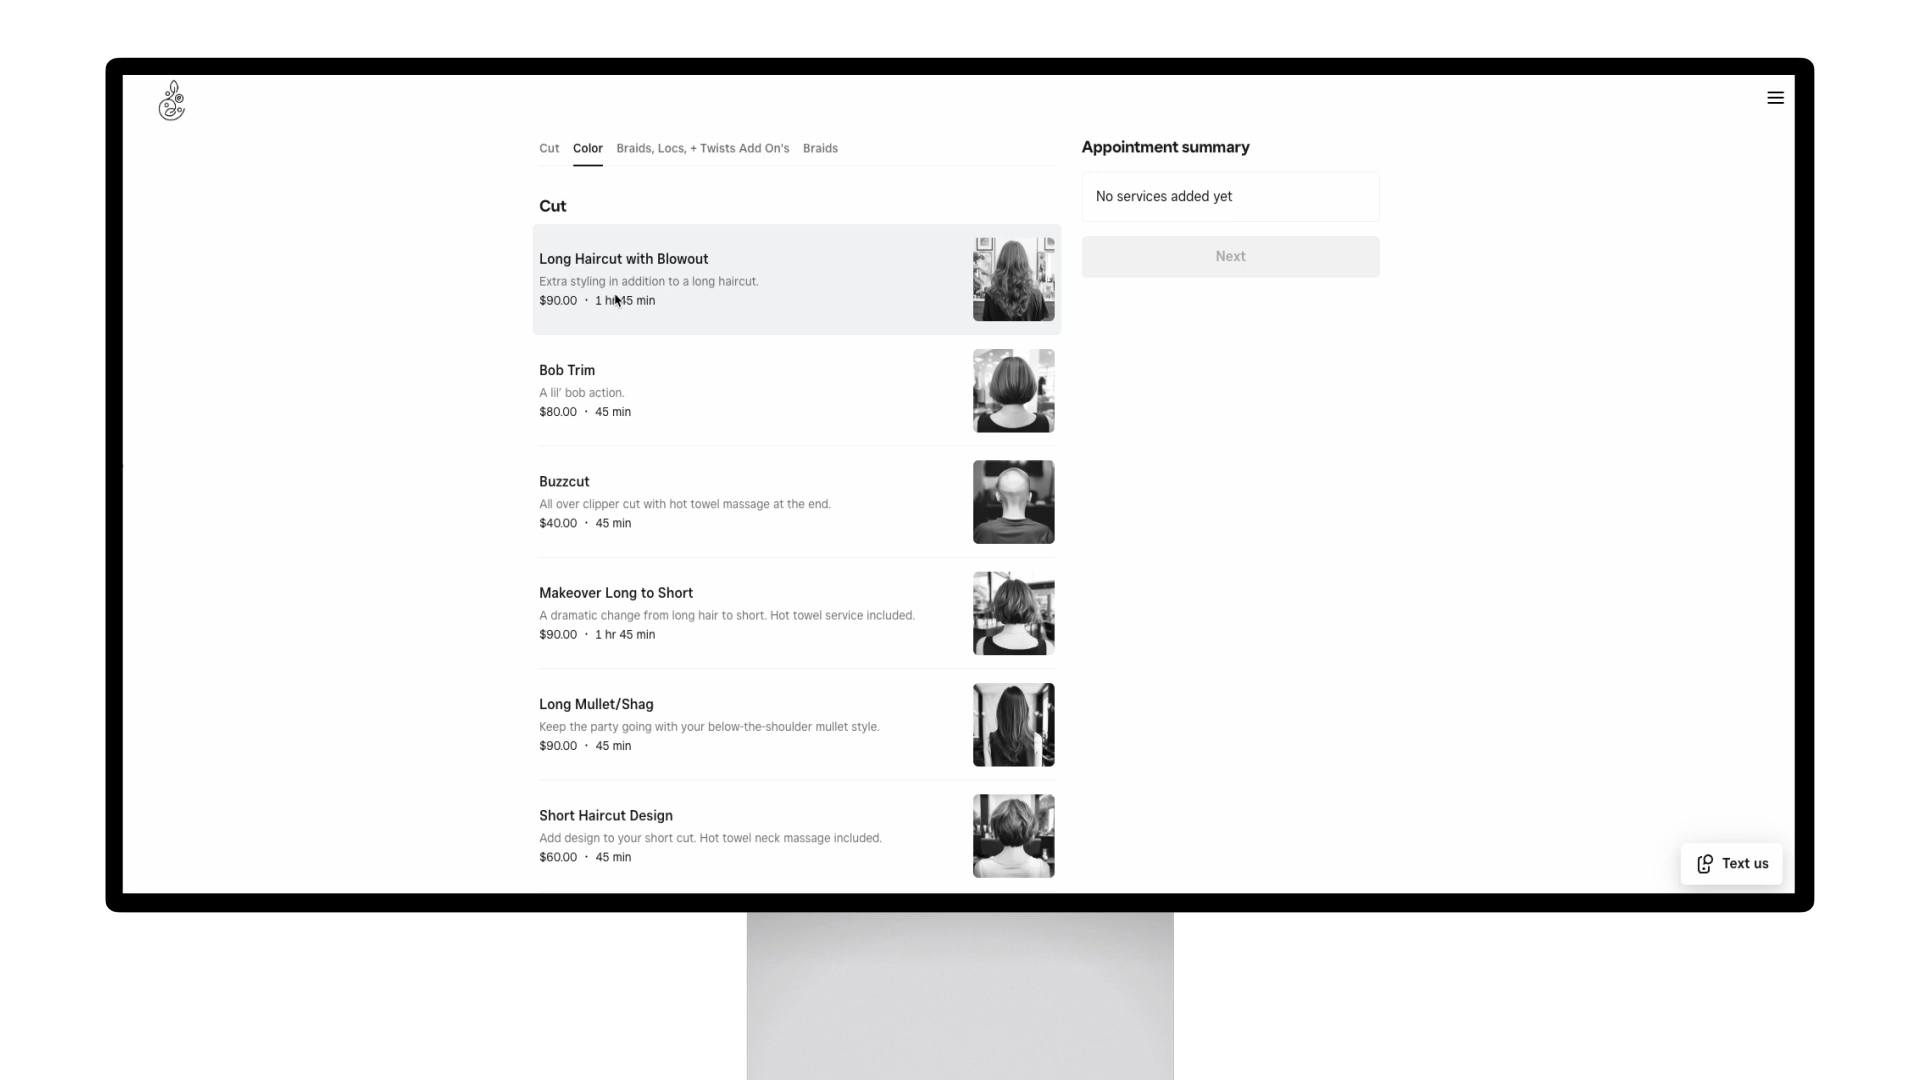 Cut
Color
Braids, Locs, + Twists Add On's
Braids
Cut
Long Haircut with Blowout
Extra styling in addition to a long haircut.
$90.00 · 1 hr 45 min
Bob Trim
A lil' bob action.
$80.00 · 45 min
Buzzcut
All over clipper cut with hot towel massage at the end.
$40.00 · 45 min
Makeover Long to Short
A dramatic change from long hair to short. Hot towel service included.
$90.00 · 1 hr 45 min
Long Mullet/Shag
Keep the party going with your below-the-shoulder mullet style.
$90.00 · 45 min
Short Haircut Design
Add design to your short cut. Hot towel neck massage included.
$60.00 · 45 min
Appointment summary
No services added yet
Next
Text us